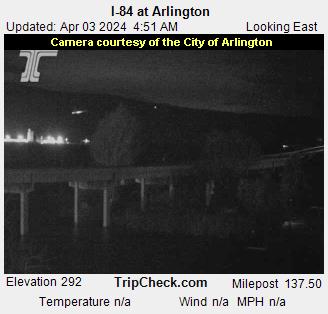 I-84 at Arlington
Updated: Apr 03 2024 4:51 AM Looking East
Camera courtesy of the City of Arlington
Elevation 292 TripCheck.com Milepost 137.50
Temperature n/a Wind n/a MPH n/a